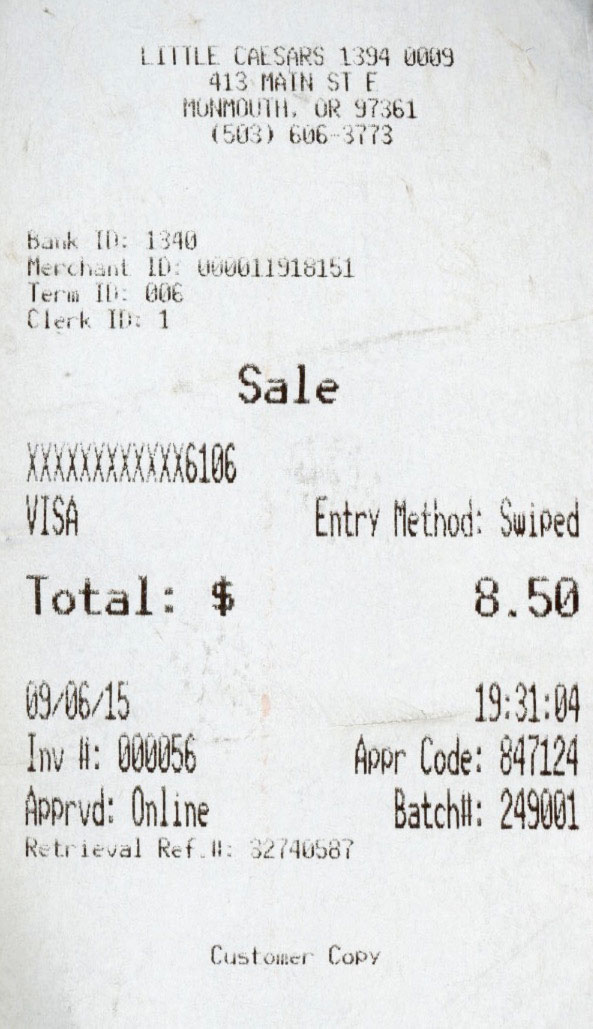 LITTLE CAESARS 1394 0009
413 MAIN ST E
MONMOUTH, OR 97361
(503) 606-3773
Bank ID: 1340
Merchant ID: 000011918151
Term ID: 006
Clerk ID: 1
Sale
XXXXXXXXXXXX6106
VISA Entry Method: Swiped
Total: $ 8.50
09/06/15 19:31:04
Inv #: 000056 Appr Code: 847124
Apprvd: Online Batch#: 249001
Retrieval Ref.#: 32740587
Customer Copy